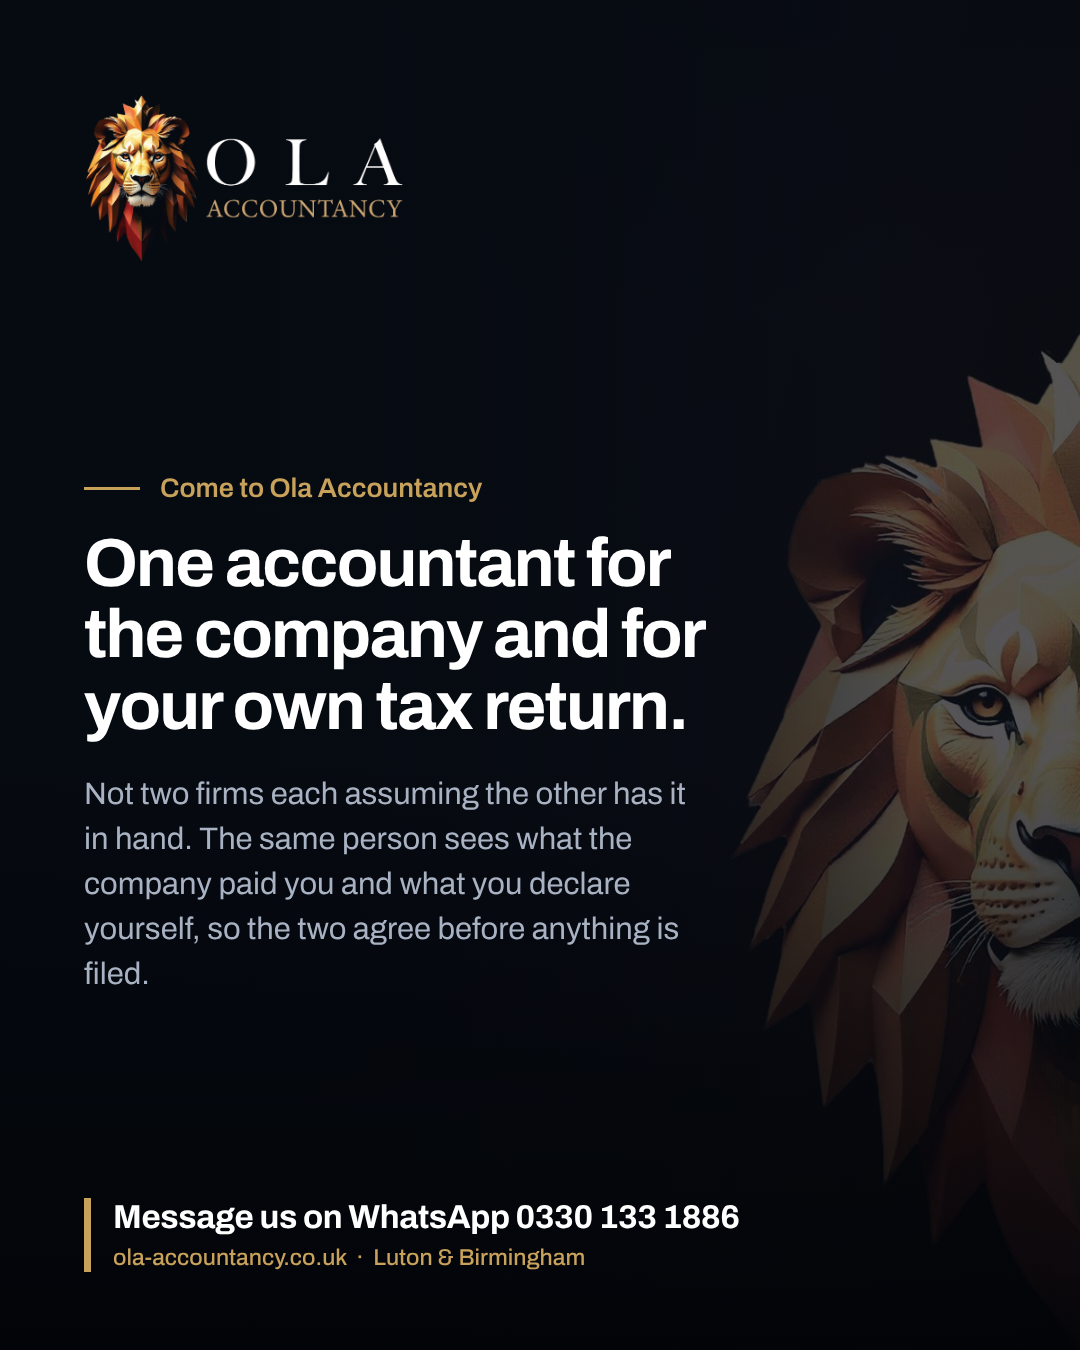 OLA
ACCOUNTANCY
Come to Ola Accountancy
One accountant for
the company and for
your own tax return.
Not two firms each assuming the other has it
in hand. The same person sees what the
company paid you and what you declare
yourself, so the two agree before anything is
filed.
Message us on WhatsApp 0330 133 1886
ola-accountancy.co.uk · Luton & Birmingham